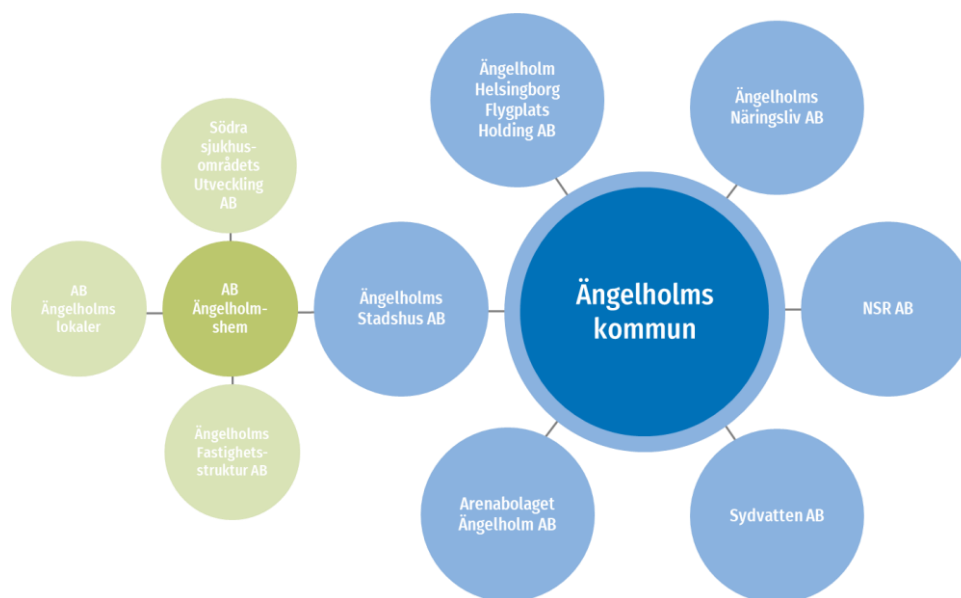 Ängelholm
Helsingborg
Flygplats
Holding AB
Ängelholms
Näringsliv AB
Södra
sjukhus-
områdets
Utveckling
AB
AB
Ängelholms
lokaler
AB
Ängelholm-
shem
Ängelholms
Stadshus AB
Ängelholms
kommun
NSR AB
Ängelholms
Fastighets-
struktur AB
Arenabolaget
Ängelholm AB
Sydvatten AB